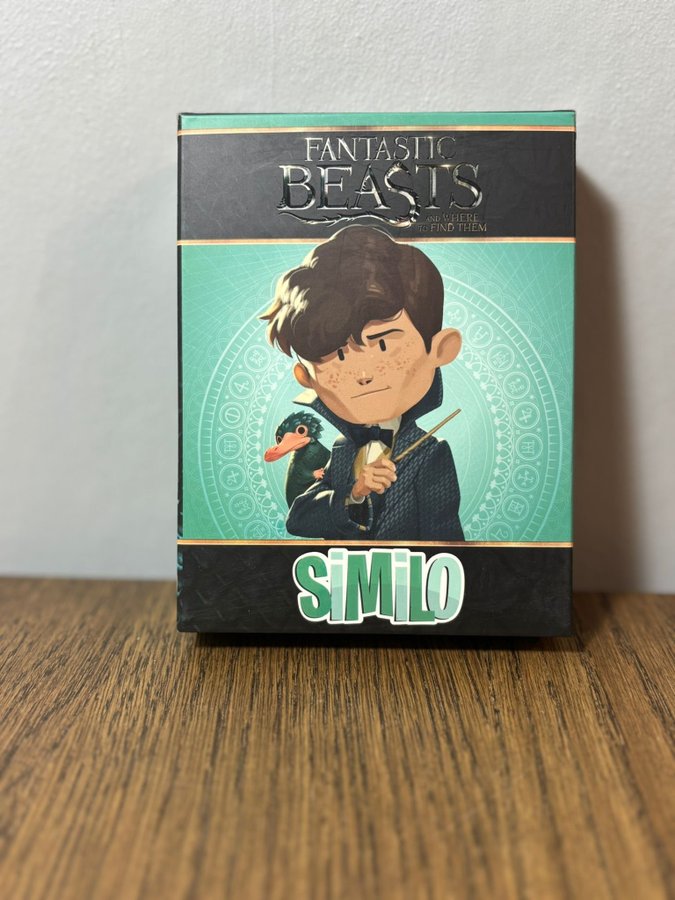 FANTASTIC
BEASTS
AND WHERE
TO FIND THEM
SiMiLO